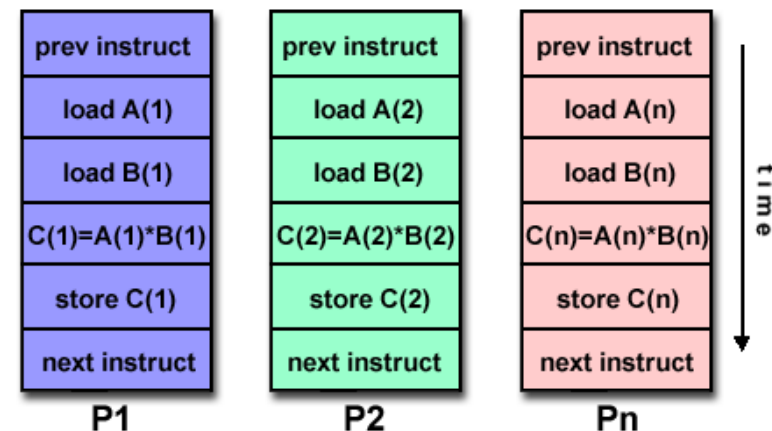 prev instruct
load A(1)
load B(1)
C(1)=A(1)*B(1)
store C(1)
next instruct
P1
prev instruct
load A(2)
load B(2)
C(2)=A(2)*B(2)
store C(2)
next instruct
P2
prev instruct
load A(n)
load B(n)
C(n)=A(n)*B(n)
store C(n)
next instruct
Pn
time